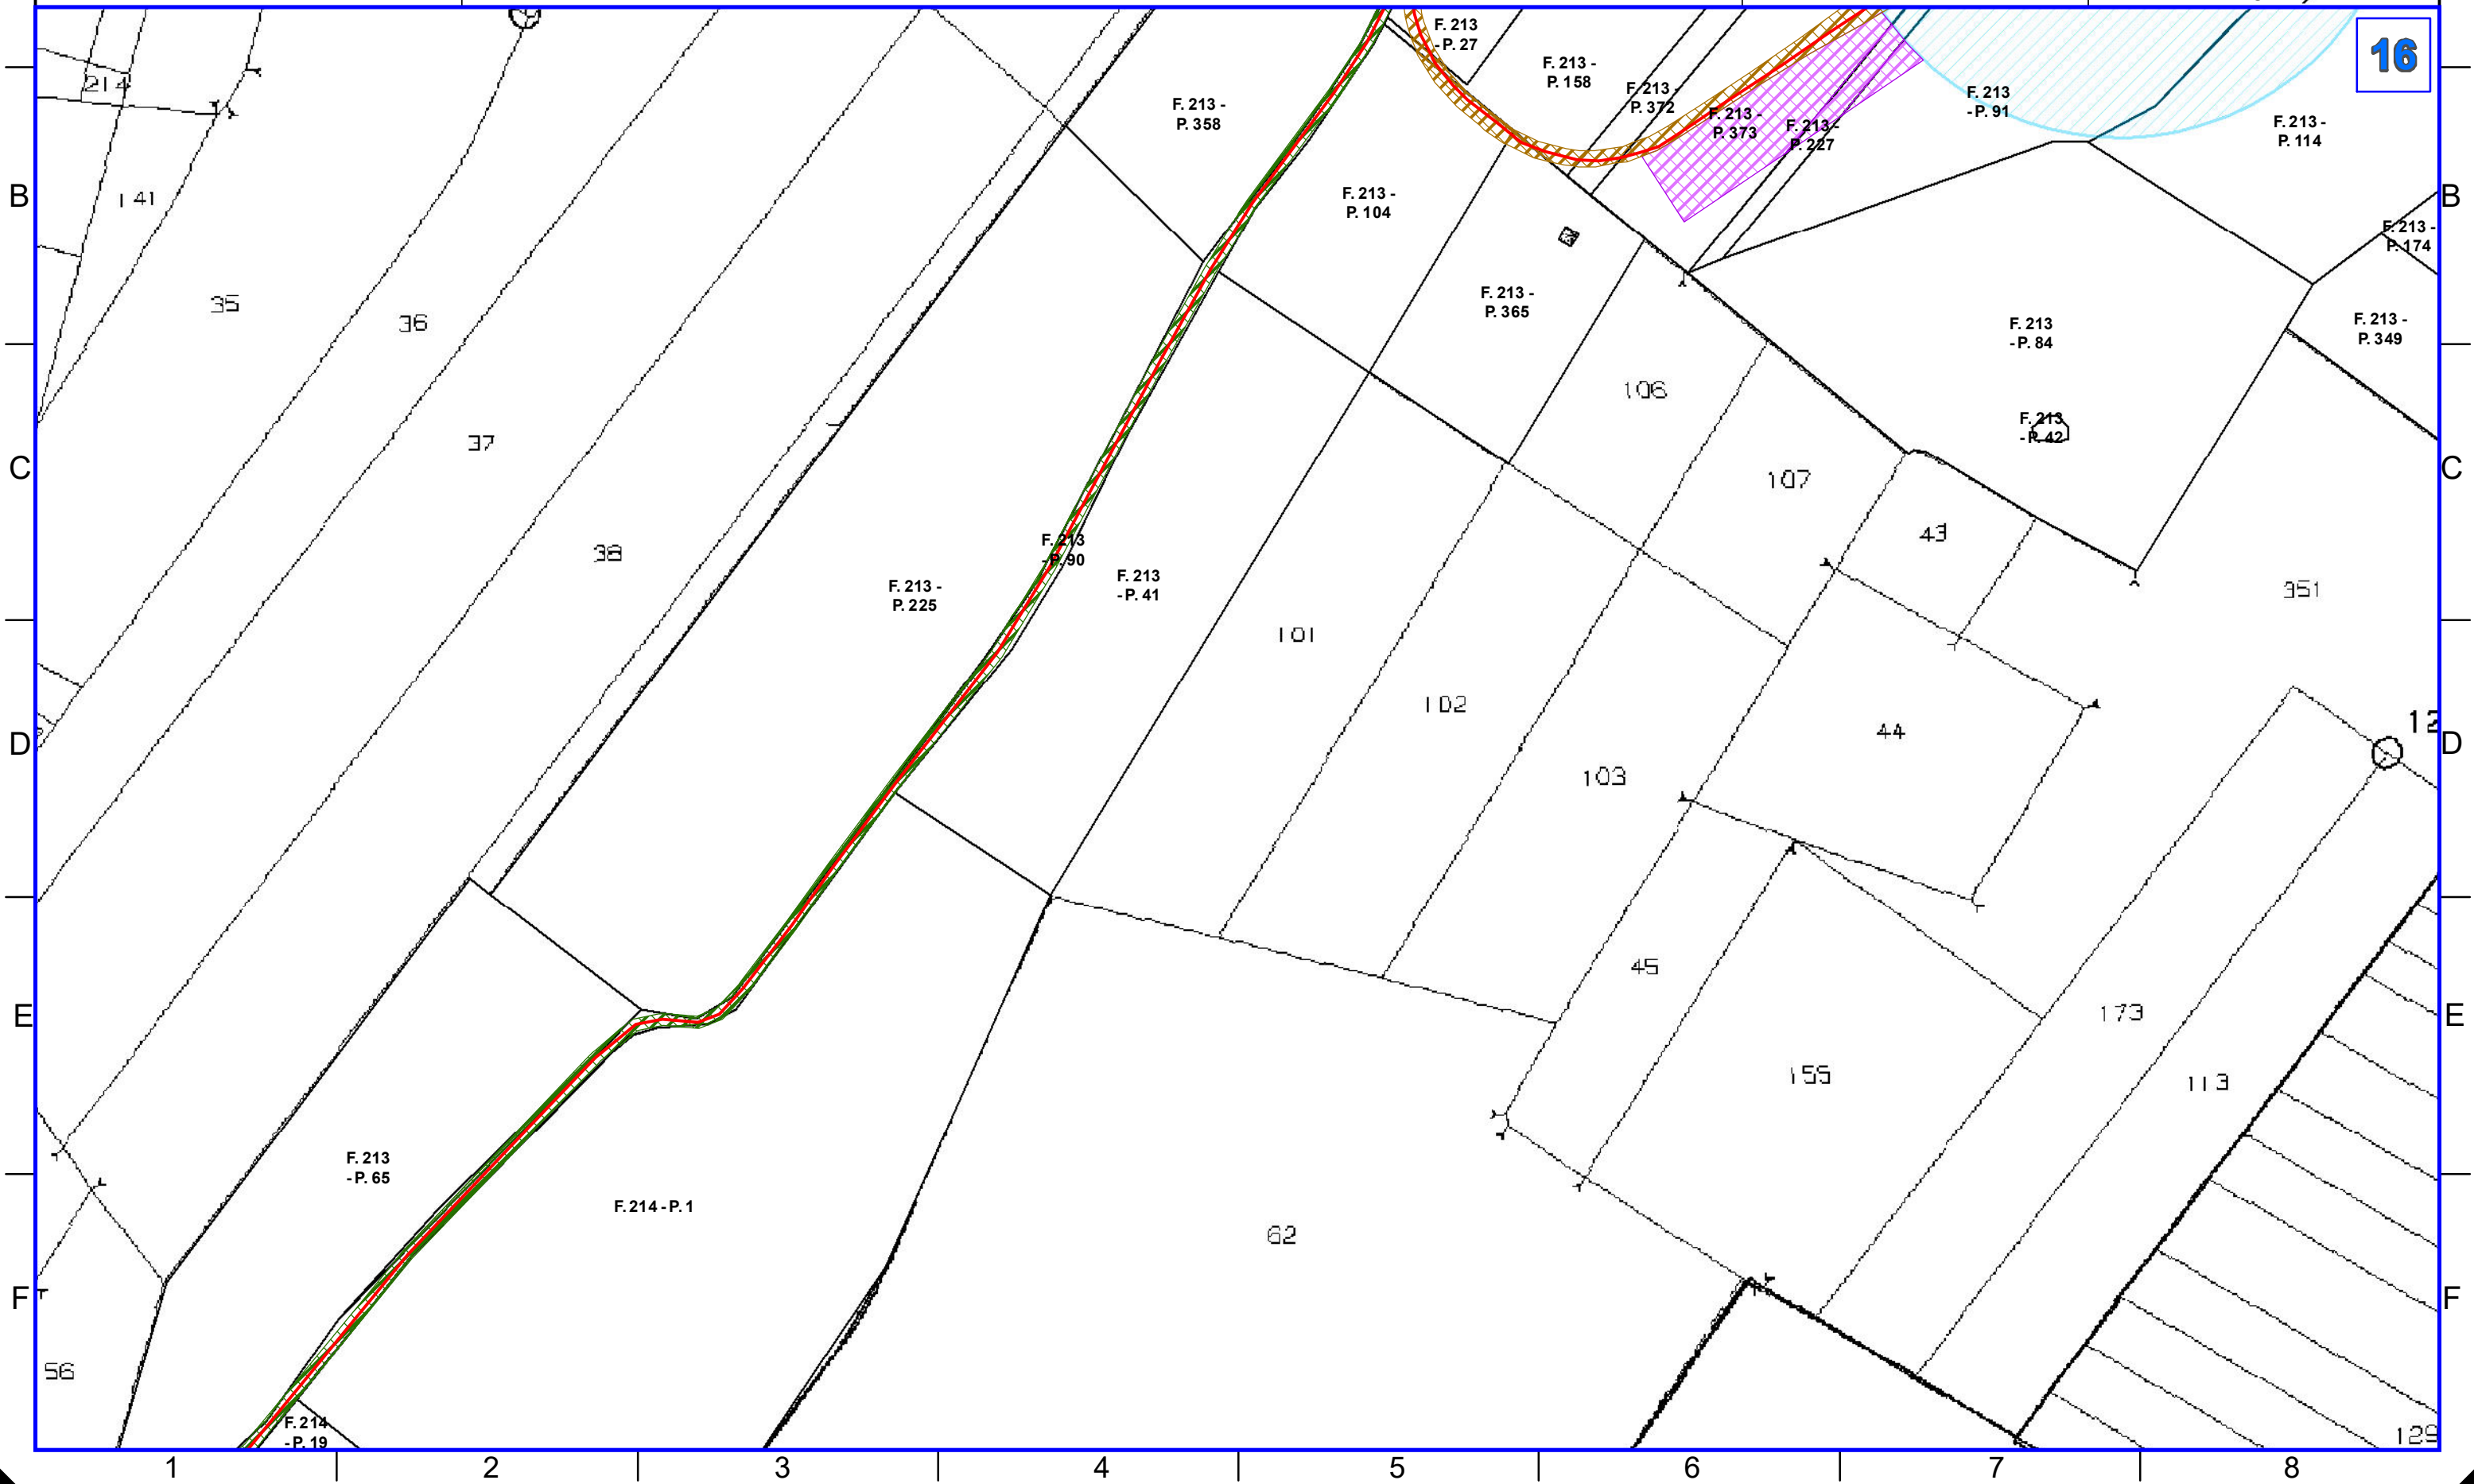 16
F. 213
-P. 27
F. 213 -
P. 158
F. 213 -
P. 372
F. 213 -
P. 373
F. 213 -
P. 227
F. 213
-P. 91
F. 213 -
P. 114
F. 213 -
P. 358
214
141
B
B
F. 213 -
P. 104
F. 213 -
P. 174
35
36
F. 213 -
P. 365
F. 213
-P. 84
F. 213 -
P. 349
106
37
F. 213
-P. 42
C
C
107
38
43
F. 213
-P. 90
F. 213 -
P. 225
F. 213
-P. 41
351
101
102
44
12
D
D
103
45
E
E
173
155
113
F. 213
-P. 65
F.214 - P. 1
62
F
F
56
F. 214
-P. 19
129
1
2
3
4
5
6
7
8